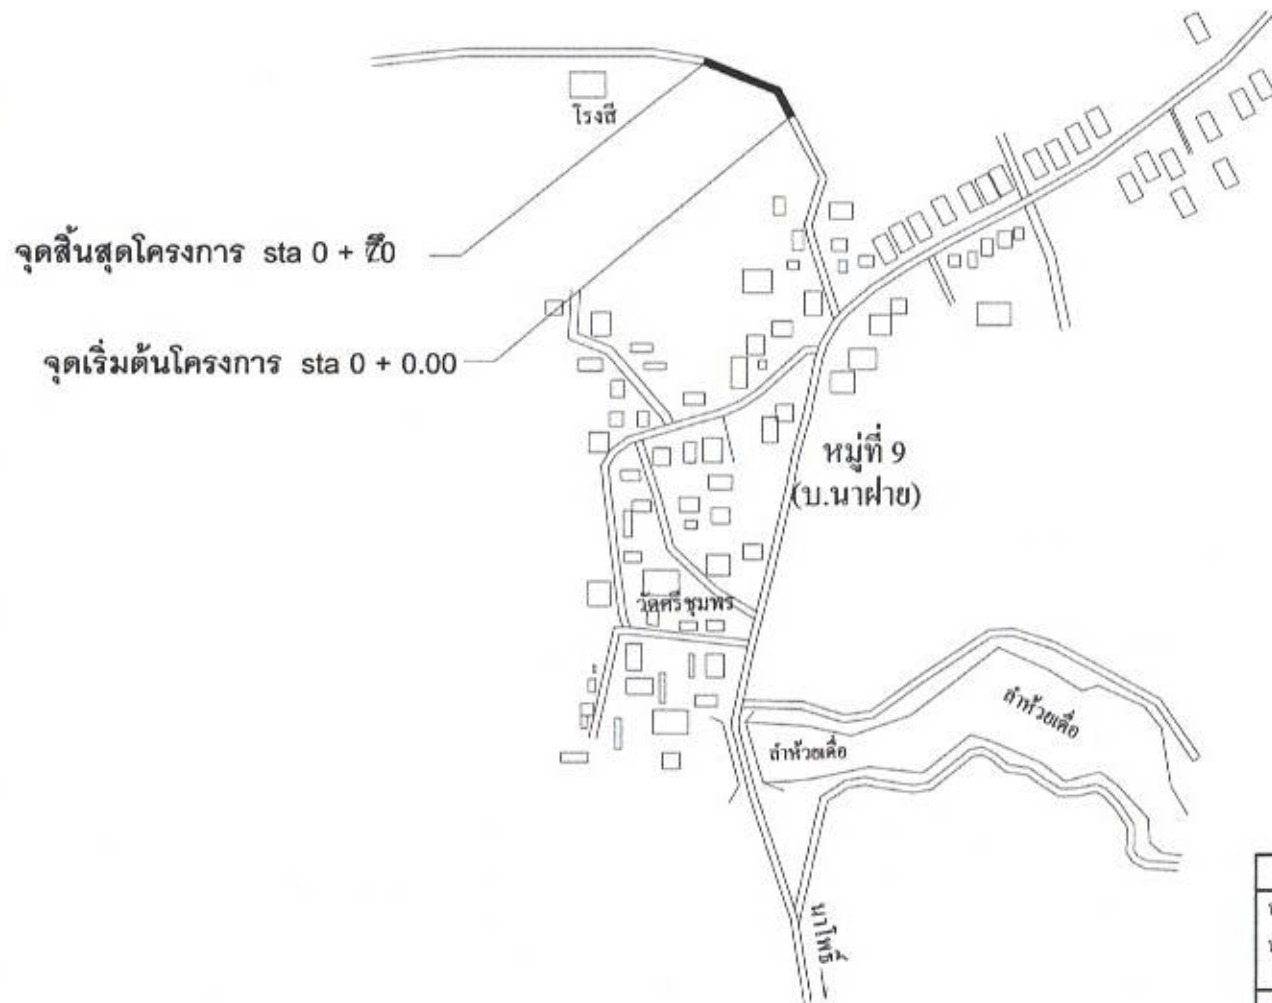 โรงสี
จุดสิ้นสุดโครงการ sta 0 +
จุดเริ่มต้นโครงการ sta 0 + 0.00
หมู่ที่ 9
(บ.นาฝาย)
วัดศรีชุมพร
ลำห้วยเดื่อ
ลำห้วยเดื่อ
นาโพธิ์